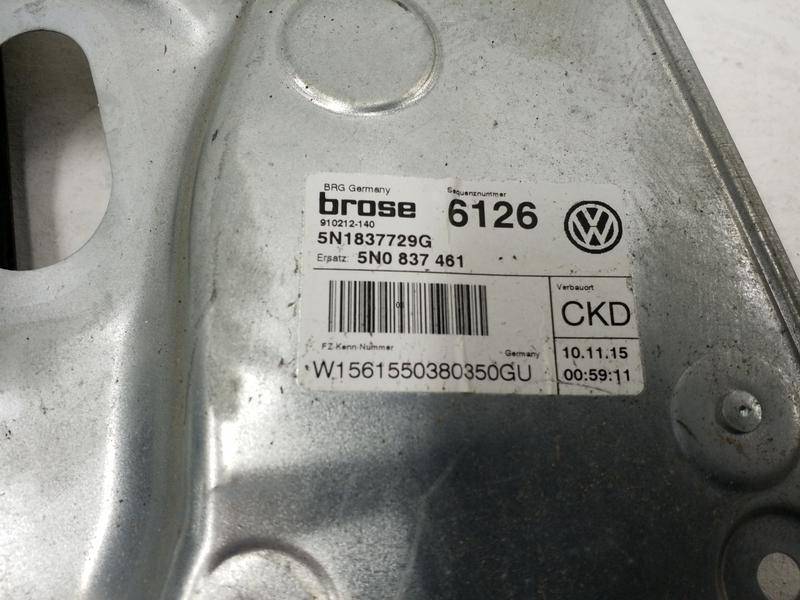 BRG Germany
Sequenznummer
brose 6126
910212-140
5N1837729G
Ersatz: 5N0 837 461
Verbauort
CKD
FZ-Kenn-Nummer
Germany
W1561550380350GU
10.11.15
00:59:11